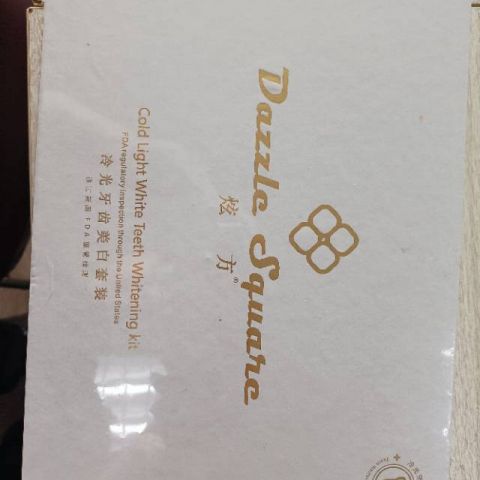 Dazzle Square
炫方®
Cold Light White Teeth Whitening kit
FDA regulatory inspection through the United States
冷光牙齿美白套装